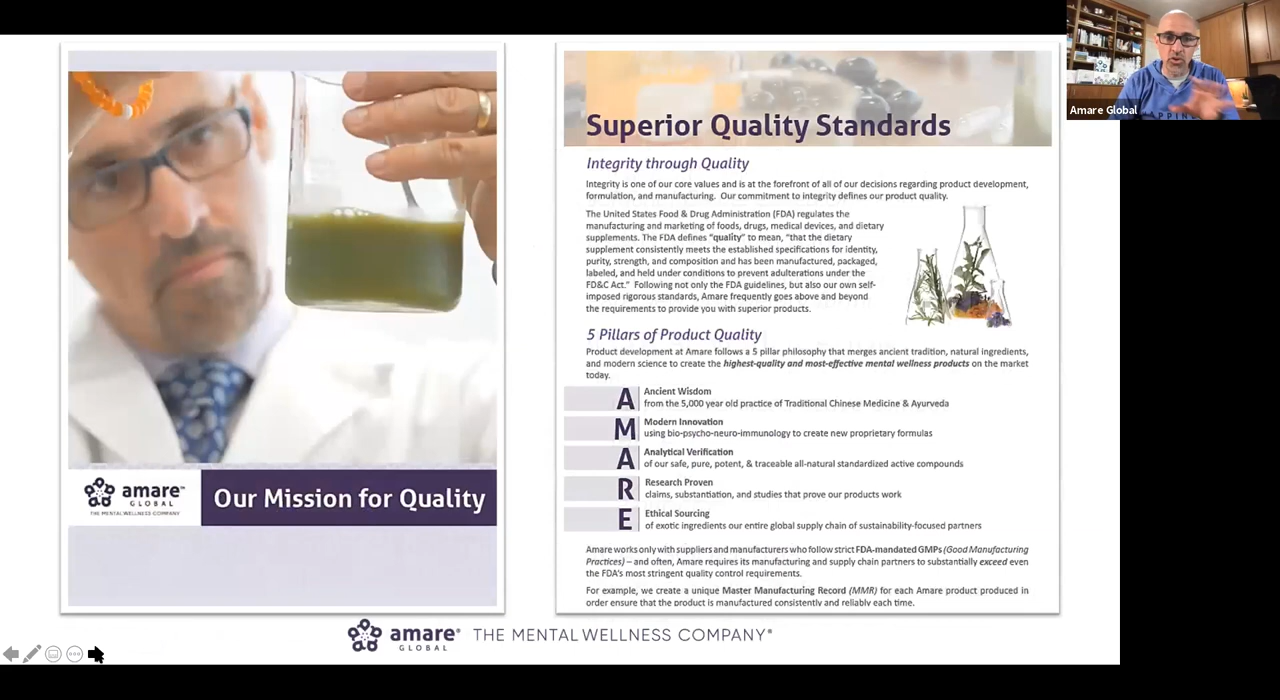 Amare Global
APPINE
amare™
GLOBAL
THE MENTAL WELLNESS COMPANY
Our Mission for Quality
Superior Quality Standards
Integrity through Quality
Integrity is one of our core values and is at the forefront of all of our decisions regarding product development,
formulation, and manufacturing. Our commitment to integrity defines our product quality.
The United States Food & Drug Administration (FDA) regulates the
manufacturing and marketing of foods, drugs, medical devices, and dietary
supplements. The FDA defines "quality" to mean, "that the dietary
supplement consistently meets the established specifications for identity,
purity, strength, and composition and has been manufactured, packaged,
labeled, and held under conditions to prevent adulterations under the
FD&C Act." Following not only the FDA guidelines, but also our own self-
imposed rigorous standards, Amare frequently goes above and beyond
the requirements to provide you with superior products.
5 Pillars of Product Quality
Product development at Amare follows a 5 pillar philosophy that merges ancient tradition, natural ingredients,
and modern science to create the highest-quality and most-effective mental wellness products on the market
today.
A Ancient Wisdom
from the 5,000 year old practice of Traditional Chinese Medicine & Ayurveda
M Modern Innovation
using bio-psycho-neuro-immunology to create new proprietary formulas
A Analytical Verification
of our safe, pure, potent, & traceable all-natural standardized active compounds
R Research Proven
claims, substantiation, and studies that prove our products work
E Ethical Sourcing
of exotic ingredients our entire global supply chain of sustainability-focused partners
Amare works only with suppliers and manufacturers who follow strict FDA-mandated GMPs (Good Manufacturing
Practices) – and often, Amare requires its manufacturing and supply chain partners to substantially exceed even
the FDA's most stringent quality control requirements.
For example, we create a unique Master Manufacturing Record (MMR) for each Amare product produced in
order ensure that the product is manufactured consistently and reliably each time.
amare®
GLOBAL
THE MENTAL WELLNESS COMPANY®